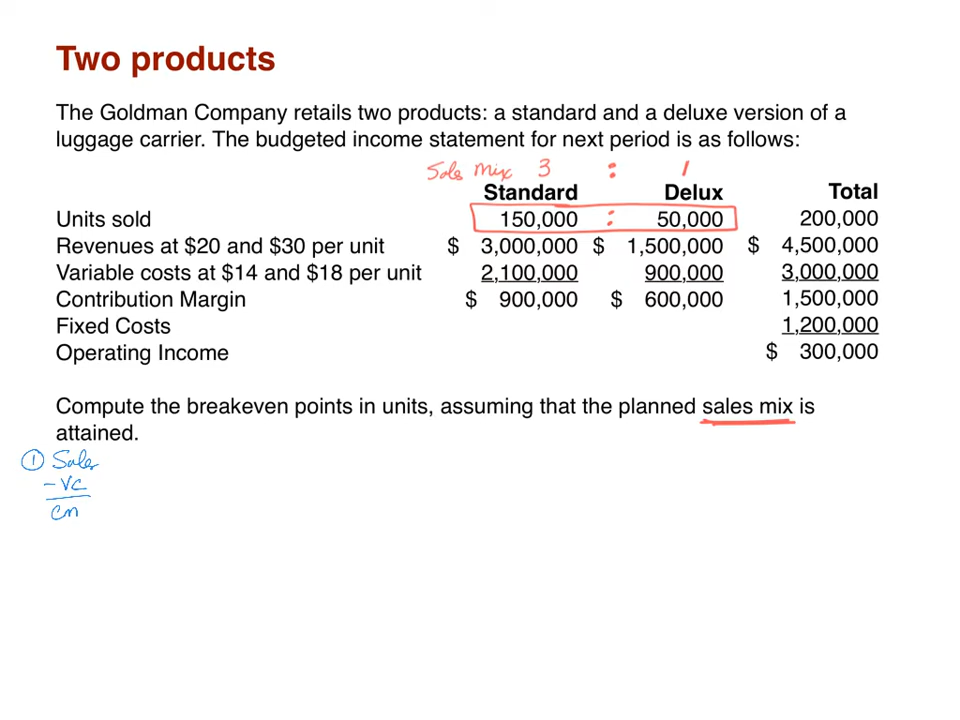 Two products
The Goldman Company retails two products: a standard and a deluxe version of a
luggage carrier. The budgeted income statement for next period is as follows:
Sales Mix 3 : 1
Standard Delux Total
Units sold 150,000 : 50,000 200,000
Revenues at $20 and $30 per unit $ 3,000,000 $ 1,500,000 $ 4,500,000
Variable costs at $14 and $18 per unit 2,100,000 900,000 3,000,000
Contribution Margin $ 900,000 $ 600,000 1,500,000
Fixed Costs 1,200,000
Operating Income $ 300,000
Compute the breakeven points in units, assuming that the planned sales mix is
attained.
① Sales
- VC
CM